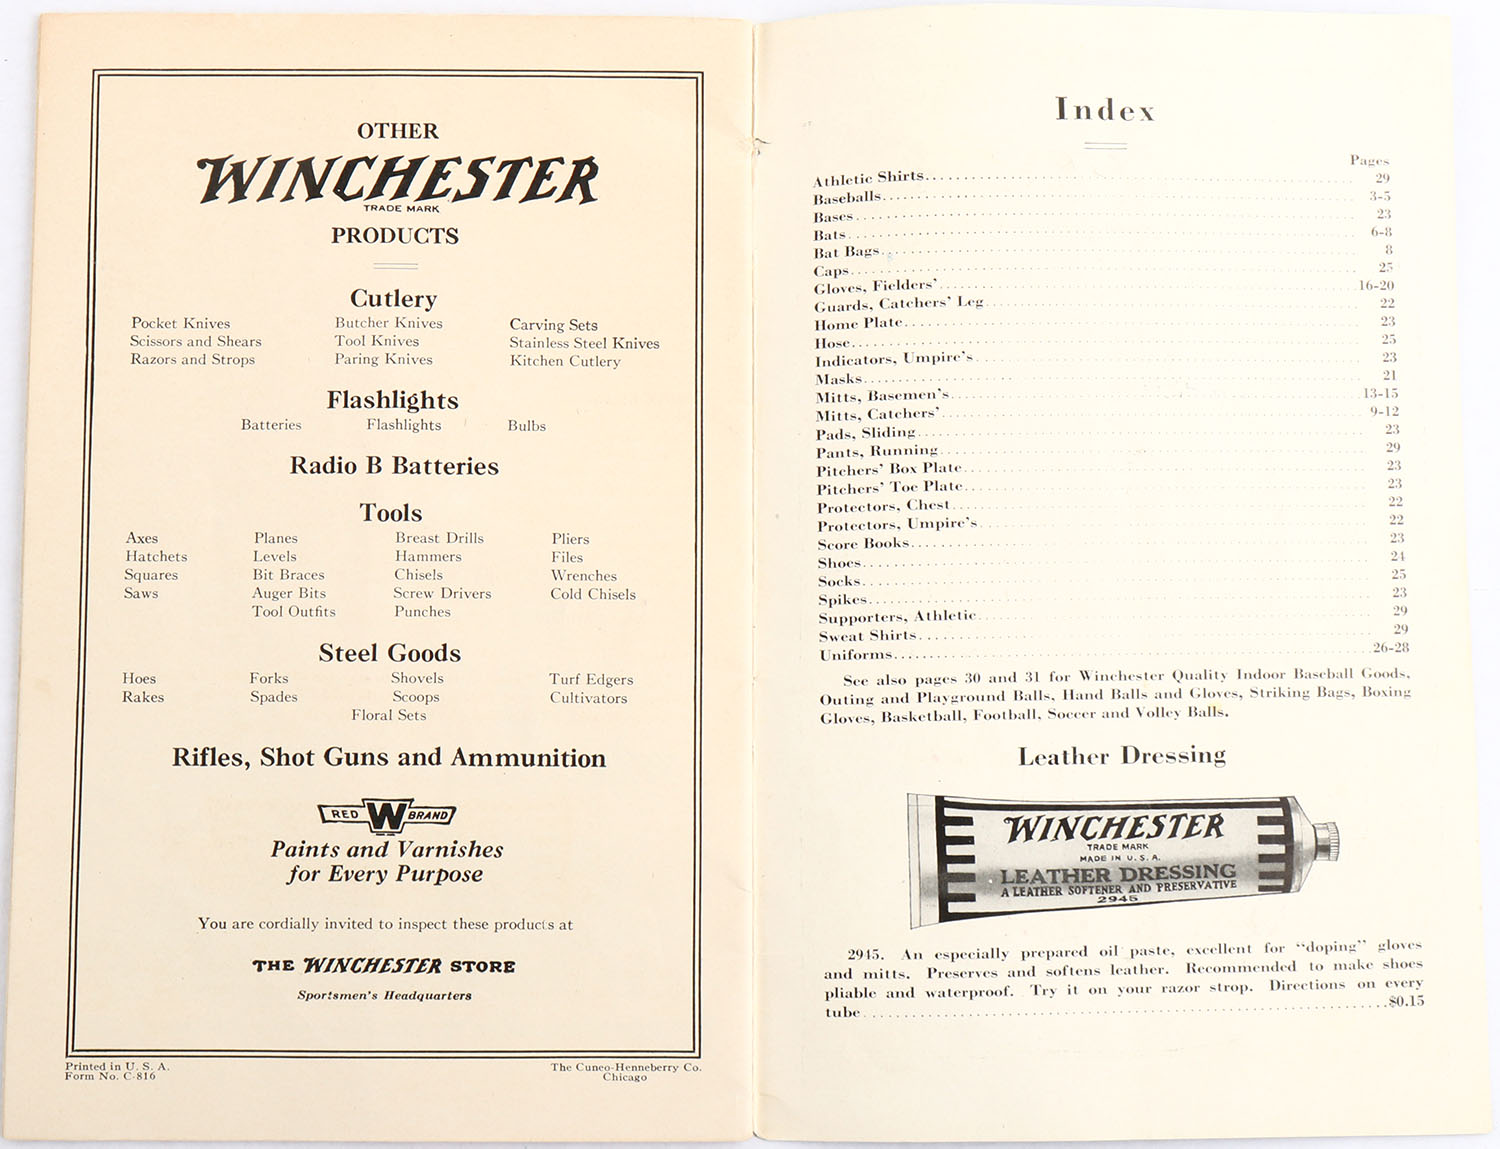 OTHER
WINCHESTER
TRADE MARK
PRODUCTS
Cutlery
Pocket Knives Butcher Knives Carving Sets
Scissors and Shears Tool Knives Stainless Steel Knives
Razors and Strops Paring Knives Kitchen Cutlery
Flashlights
Batteries Flashlights Bulbs
Radio B Batteries
Tools
Axes Planes Breast Drills Pliers
Hatchets Levels Hammers Files
Squares Bit Braces Chisels Wrenches
Saws Auger Bits Screw Drivers Cold Chisels
Tool Outfits Punches
Steel Goods
Hoes Forks Shovels Turf Edgers
Rakes Spades Scoops Cultivators
Floral Sets
Rifles, Shot Guns and Ammunition
RED W BRAND
Paints and Varnishes
for Every Purpose
You are cordially invited to inspect these products at
THE WINCHESTER STORE
Sportsmen's Headquarters
Printed in U. S. A.
Form No. C-816
The Cuneo-Henneberry Co.
Chicago
Index
Pages
Athletic Shirts 29
Baseballs 3-5
Bases 23
Bats 6-8
Bat Bags 8
Caps 25
Gloves, Fielders' 16-20
Guards, Catchers' Leg 22
Home Plate 23
Hose 25
Indicators, Umpire's 23
Masks 21
Mitts, Basemen's 13-15
Mitts, Catchers' 9-12
Pads, Sliding 23
Pants, Running 29
Pitchers' Box Plate 23
Pitchers' Toe Plate 23
Protectors, Chest 22
Protectors, Umpire's 22
Score Books 23
Shoes 24
Socks 25
Spikes 23
Supporters, Athletic 29
Sweat Shirts 29
Uniforms 26-28
See also pages 30 and 31 for Winchester Quality Indoor Baseball Goods,
Outing and Playground Balls, Hand Balls and Gloves, Striking Bags, Boxing
Gloves, Basketball, Football, Soccer and Volley Balls.
Leather Dressing
WINCHESTER
TRADE MARK
MADE IN U. S. A.
LEATHER DRESSING
A LEATHER SOFTENER AND PRESERVATIVE
2945
2945. An especially prepared oil paste, excellent for "doping" gloves
and mitts. Preserves and softens leather. Recommended to make shoes
pliable and waterproof. Try it on your razor strop. Directions on every
tube $0.15